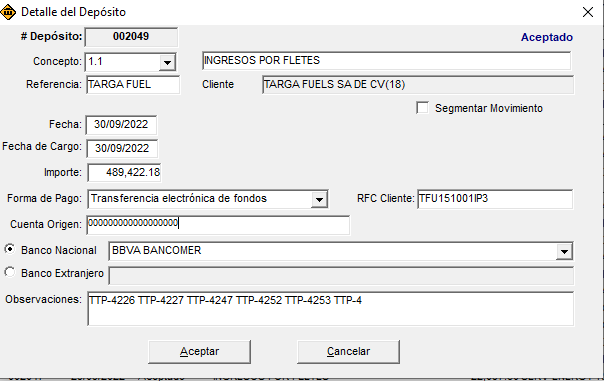 Detalle del Depósito
# Depósito: 002049 Aceptado
Concepto: 1.1 INGRESOS POR FLETES
Referencia: TARGA FUEL Cliente TARGA FUELS SA DE CV(18)
Segmentar Movimiento
Fecha: 30/09/2022
Fecha de Cargo: 30/09/2022
Importe: 489,422.18
Forma de Pago: Transferencia electrónica de fondos RFC Cliente: TFU151001IP3
Cuenta Origen: 000000000000000000
Banco Nacional BBVA BANCOMER
Banco Extranjero
Observaciones: TTP-4226 TTP-4227 TTP-4247 TTP-4252 TTP-4253 TTP-4
Aceptar Cancelar